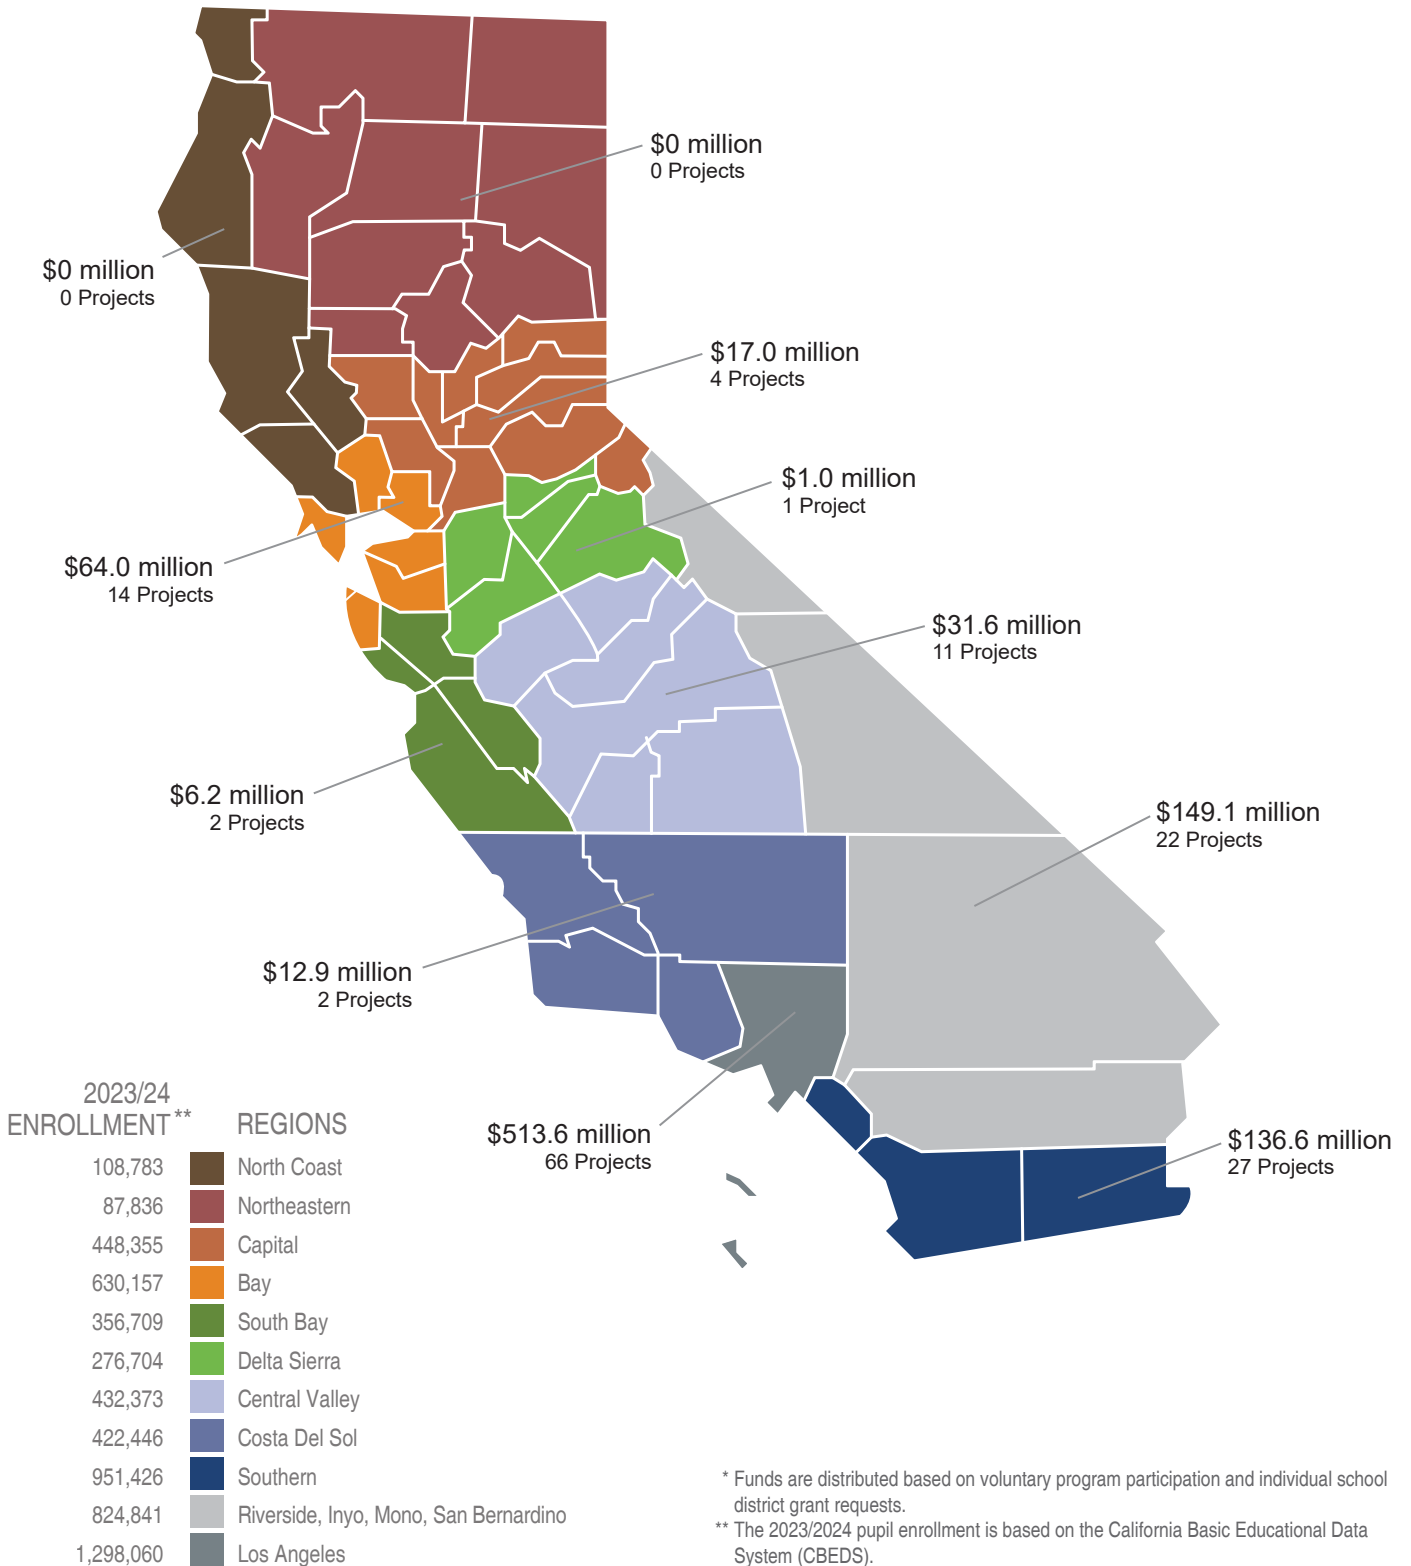 $0 million
0 Projects
$0 million
0 Projects
$17.0 million
4 Projects
$1.0 million
1 Project
$64.0 million
14 Projects
$31.6 million
11 Projects
$6.2 million
2 Projects
$149.1 million
22 Projects
$12.9 million
2 Projects
$513.6 million
66 Projects
$136.6 million
27 Projects
2023/24
ENROLLMENT** REGIONS
108,783 North Coast
87,836 Northeastern
448,355 Capital
630,157 Bay
356,709 South Bay
276,704 Delta Sierra
432,373 Central Valley
422,446 Costa Del Sol
951,426 Southern
824,841 Riverside, Inyo, Mono, San Bernardino
1,298,060 Los Angeles
* Funds are distributed based on voluntary program participation and individual school
district grant requests.
** The 2023/2024 pupil enrollment is based on the California Basic Educational Data
System (CBEDS).